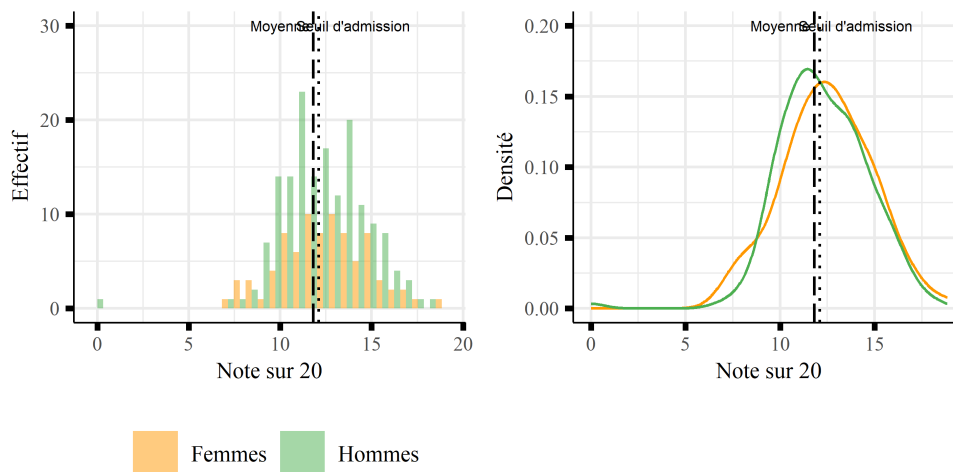 Moyenne Seuil d'admission
30
20
10
0
Effectif
0 5 10 15 20
Note sur 20
Moyenne Seuil d'admission
0.20
0.15
0.10
0.05
0.00
Densité
0 5 10 15
Note sur 20
Femmes Hommes